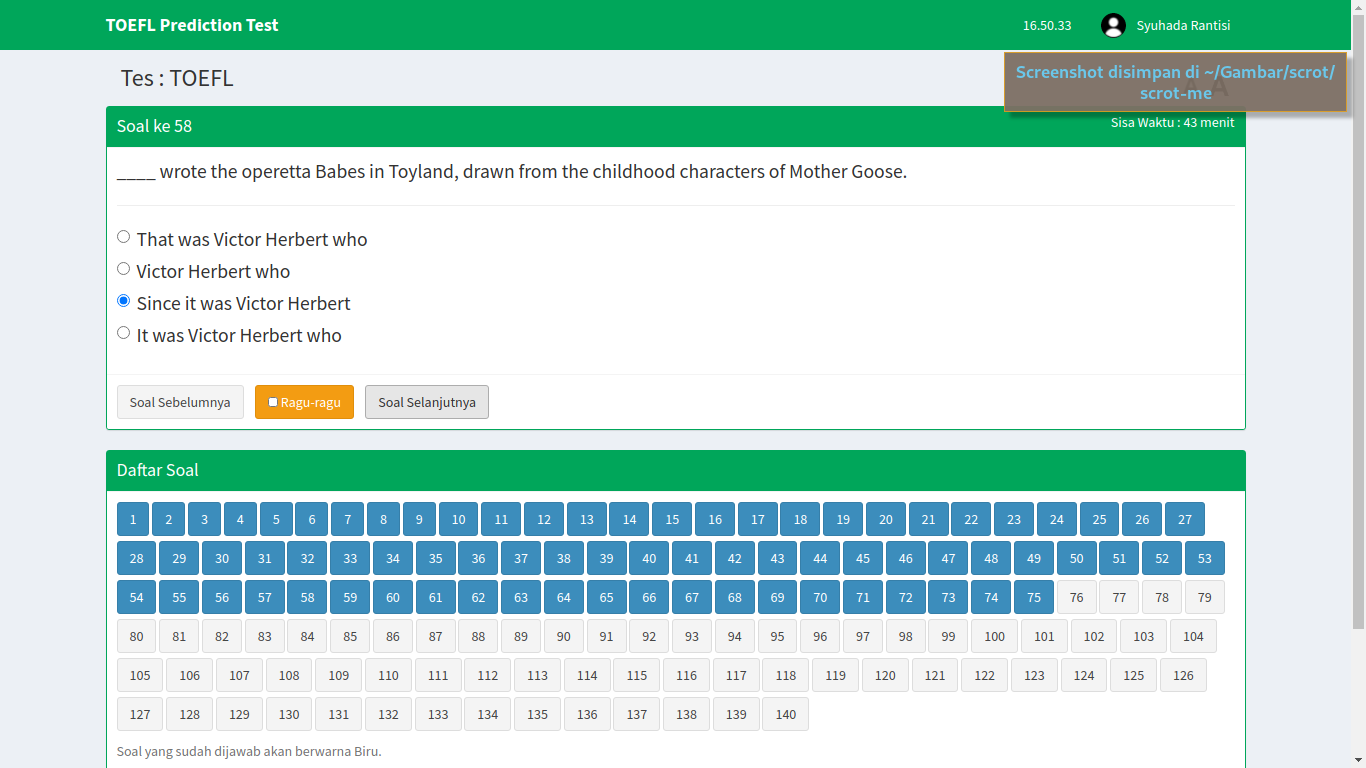 TOEFL Prediction Test
16.50.33
Syuhada Rantisi
Tes : TOEFL
Screenshot disimpan di ~/Gambar/scrot/
scrot-me
Soal ke 58
Sisa Waktu : 43 menit
____ wrote the operetta Babes in Toyland, drawn from the childhood characters of Mother Goose.
That was Victor Herbert who
Victor Herbert who
Since it was Victor Herbert
It was Victor Herbert who
Soal Sebelumnya
Ragu-ragu
Soal Selanjutnya
Daftar Soal
1 2 3 4 5 6 7 8 9 10 11 12 13 14 15 16 17 18 19 20 21 22 23 24 25 26 27
28 29 30 31 32 33 34 35 36 37 38 39 40 41 42 43 44 45 46 47 48 49 50 51 52 53
54 55 56 57 58 59 60 61 62 63 64 65 66 67 68 69 70 71 72 73 74 75 76 77 78 79
80 81 82 83 84 85 86 87 88 89 90 91 92 93 94 95 96 97 98 99 100 101 102 103 104
105 106 107 108 109 110 111 112 113 114 115 116 117 118 119 120 121 122 123 124 125 126
127 128 129 130 131 132 133 134 135 136 137 138 139 140
Soal yang sudah dijawab akan berwarna Biru.